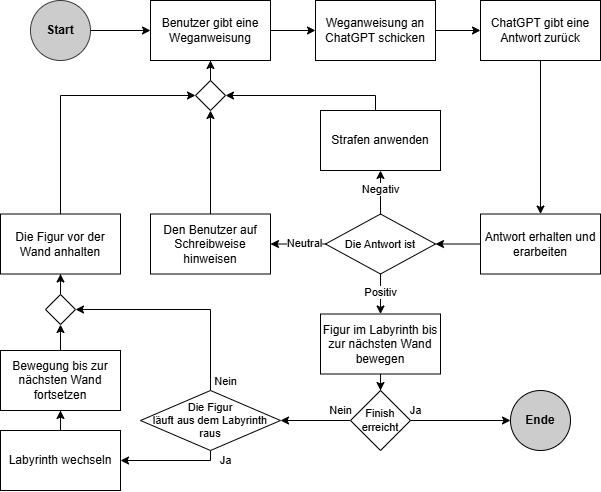 Start
Benutzer gibt eine
Weganweisung
Weganweisung an
ChatGPT schicken
ChatGPT gibt eine
Antwort zurück
Strafen anwenden
Negativ
Die Figur vor der
Wand anhalten
Den Benutzer auf
Schreibweise
hinweisen
Neutral
Die Antwort ist
Antwort erhalten und
erarbeiten
Positiv
Figur im Labyrinth bis
zur nächsten Wand
bewegen
Bewegung bis zur
nächsten Wand
fortsetzen
Nein
Die Figur
läuft aus dem Labyrinth
raus
Nein
Finish
erreicht
Ja
Ende
Labyrinth wechseln
Ja